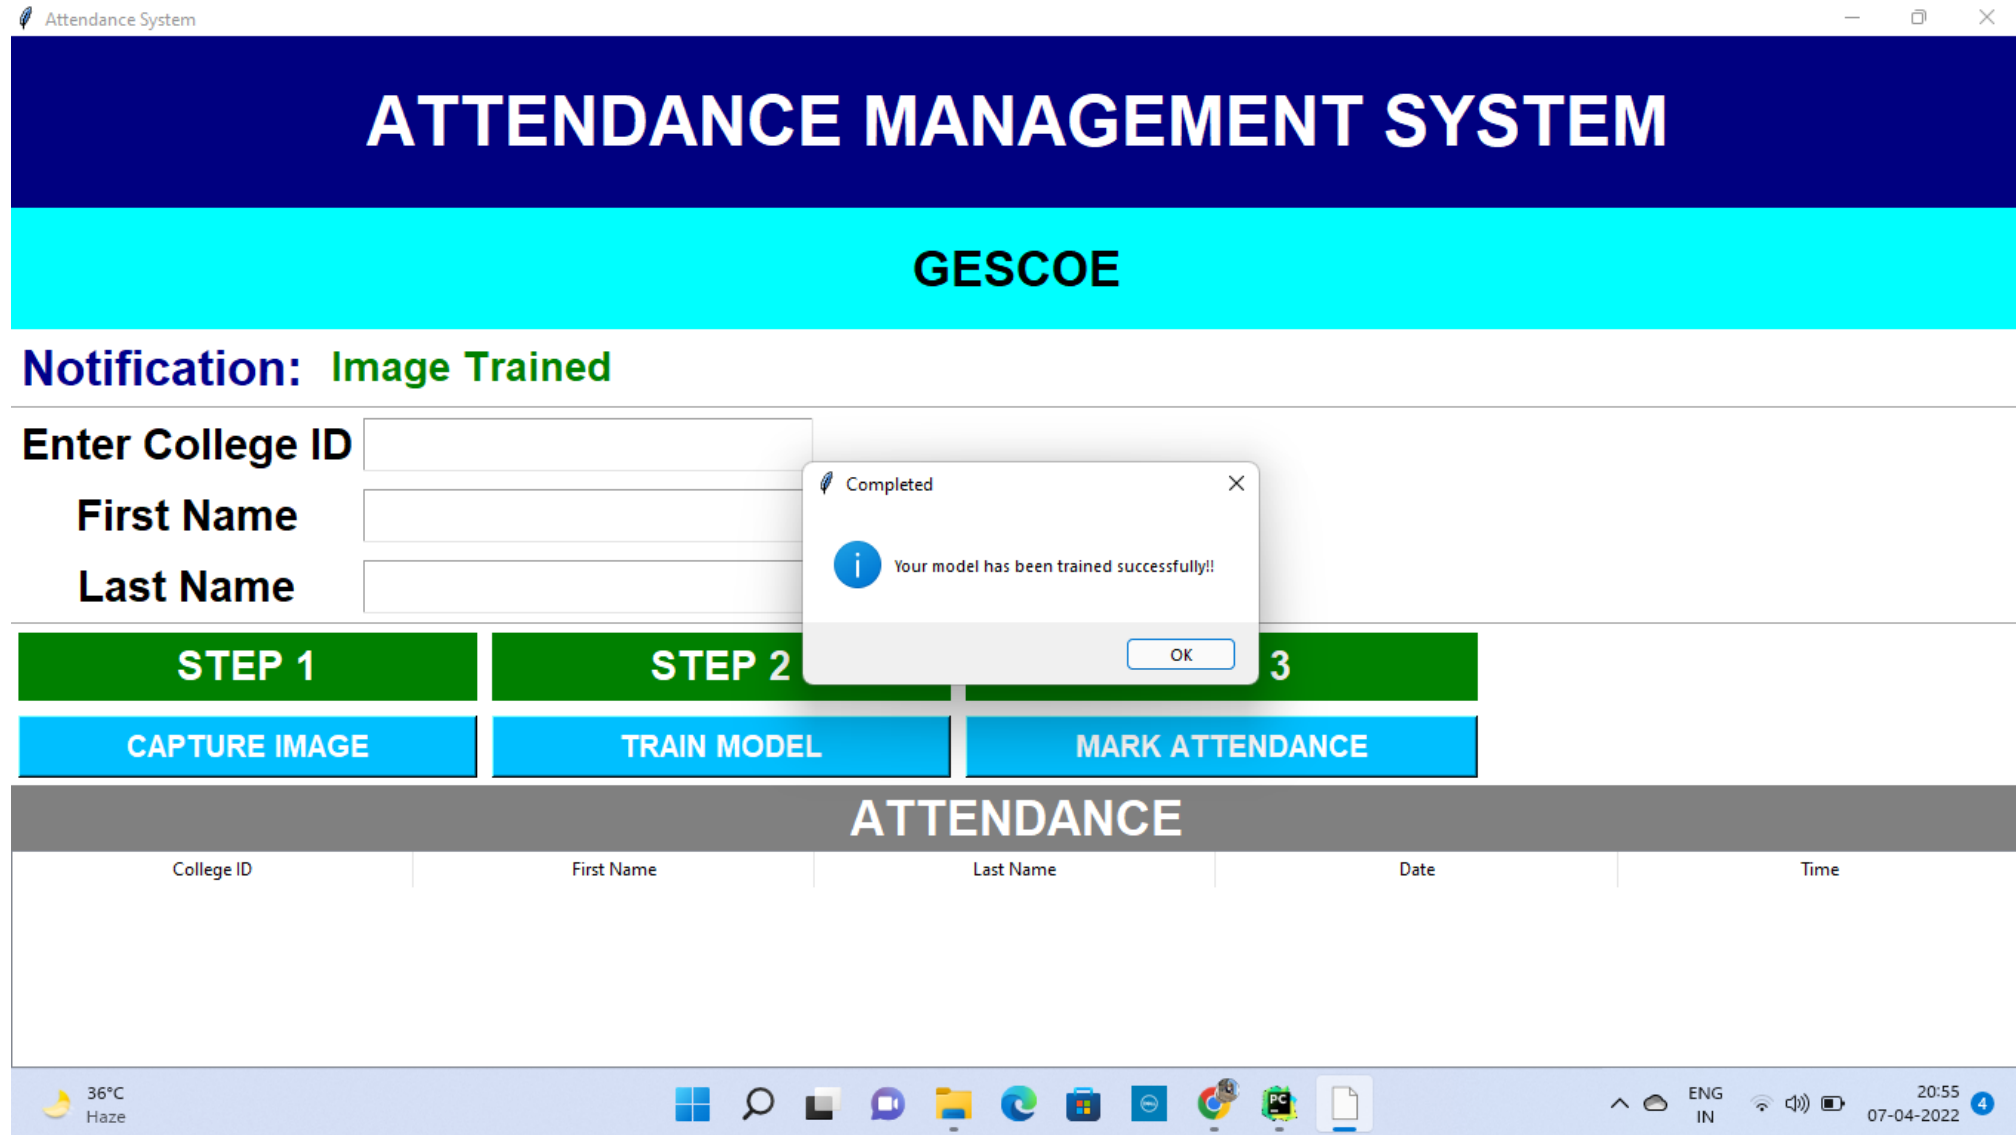 Attendance System
ATTENDANCE MANAGEMENT SYSTEM
GESCOE
Notification: Image Trained
Enter College ID
First Name
Last Name
Completed
Your model has been trained successfully!!
OK
STEP 1 STEP 2 3
CAPTURE IMAGE TRAIN MODEL MARK ATTENDANCE
ATTENDANCE
College ID First Name Last Name Date Time
36°C
Haze
DELL
PC
ENG
IN
20:55
07-04-2022
4